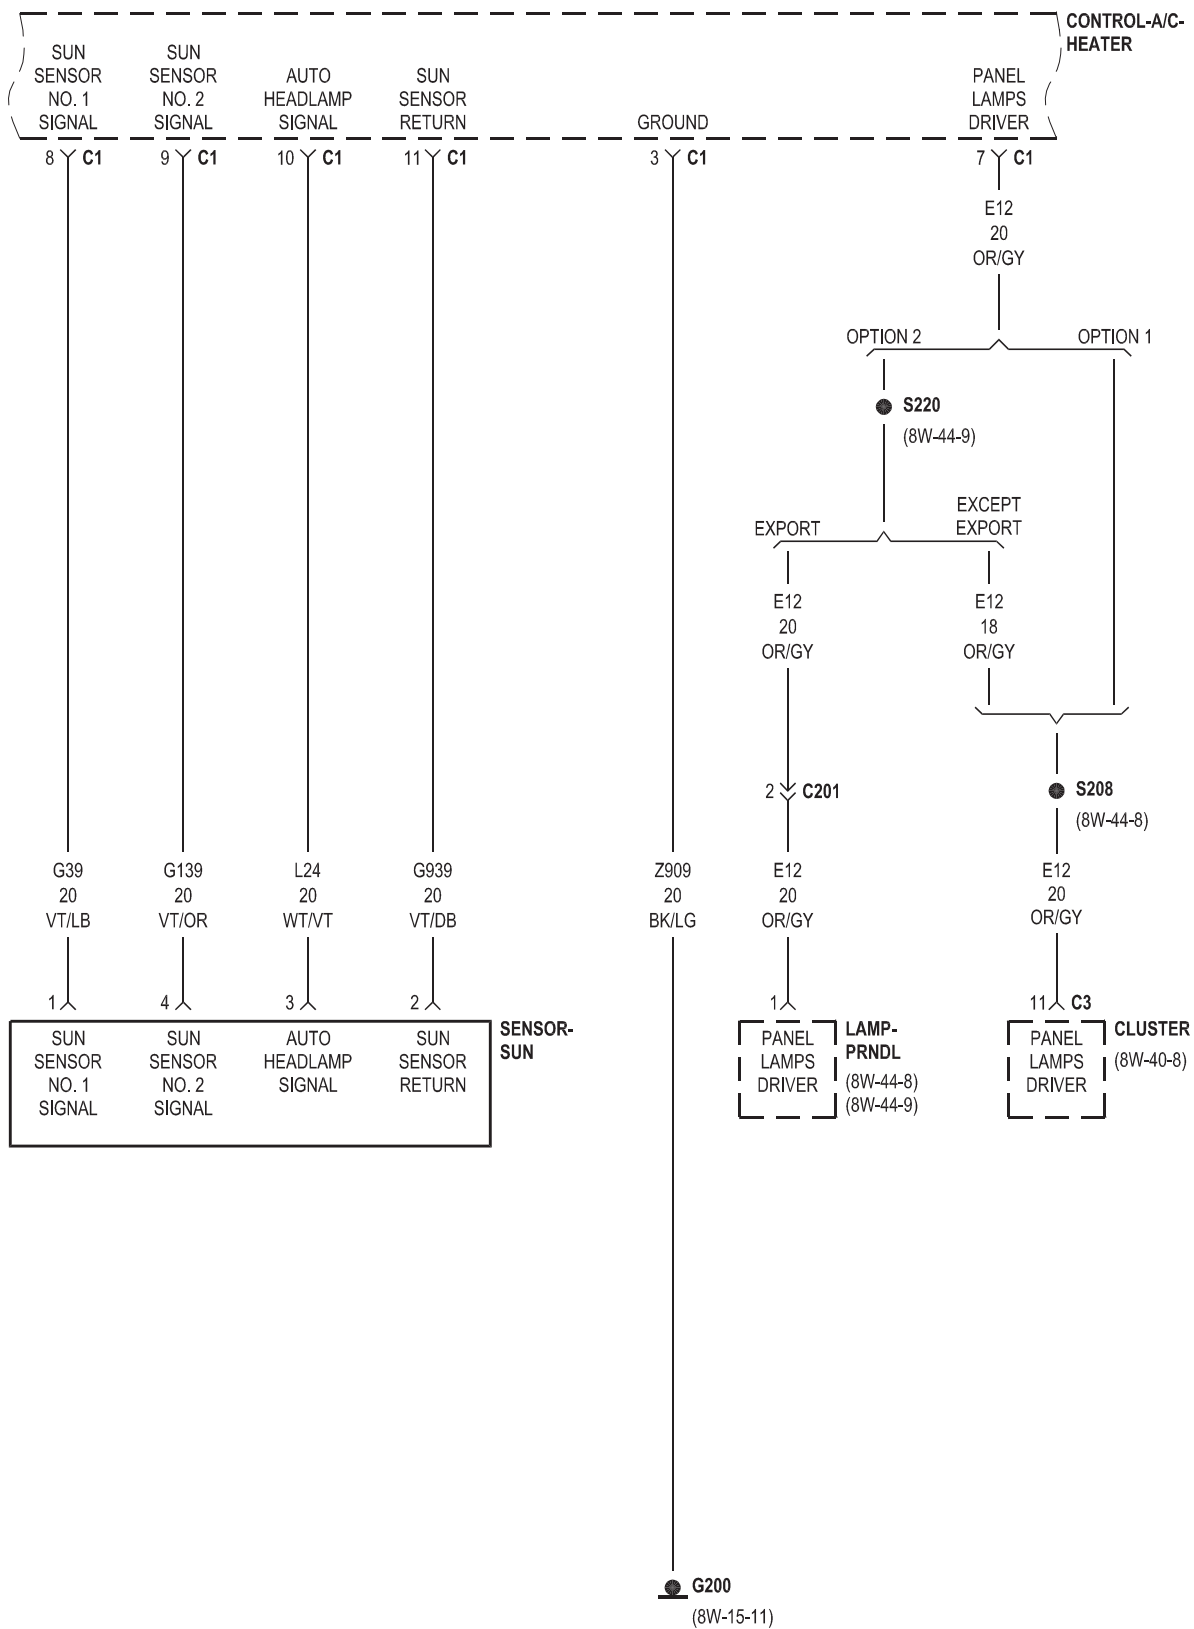 CONTROL-A/C-
HEATER
SUN
SENSOR
NO. 1
SIGNAL
SUN
SENSOR
NO. 2
SIGNAL
AUTO
HEADLAMP
SIGNAL
SUN
SENSOR
RETURN
GROUND
PANEL
LAMPS
DRIVER
8 C1
9 C1
10 C1
11 C1
3 C1
7 C1
E12
20
OR/GY
OPTION 2
OPTION 1
S220
(8W-44-9)
EXPORT
EXCEPT
EXPORT
E12
20
OR/GY
E12
18
OR/GY
2 C201
S208
(8W-44-8)
G39
20
VT/LB
G139
20
VT/OR
L24
20
WT/VT
G939
20
VT/DB
Z909
20
BK/LG
E12
20
OR/GY
E12
20
OR/GY
1
4
3
2
1
11 C3
SUN
SENSOR
NO. 1
SIGNAL
SUN
SENSOR
NO. 2
SIGNAL
AUTO
HEADLAMP
SIGNAL
SUN
SENSOR
RETURN
SENSOR-
SUN
PANEL
LAMPS
DRIVER
LAMP-
PRNDL
(8W-44-8)
(8W-44-9)
PANEL
LAMPS
DRIVER
CLUSTER
(8W-40-8)
G200
(8W-15-11)